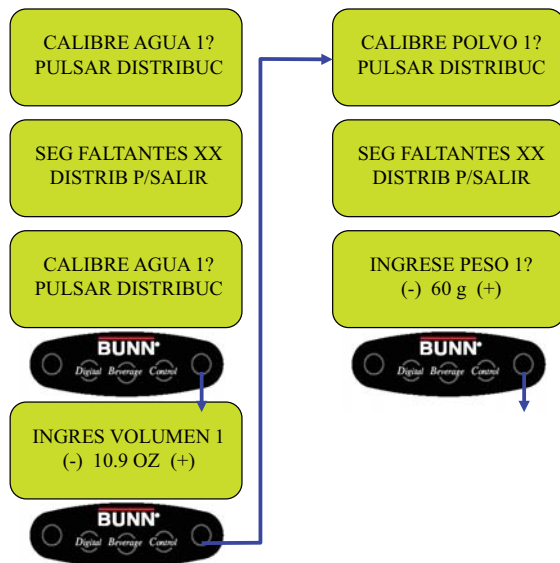 CALIBRE AGUA 1?
PULSAR DISTRIBUC
SEG FALTANTES XX
DISTRIB P/SALIR
CALIBRE AGUA 1?
PULSAR DISTRIBUC
BUNN
Digital Beverage Control
INGRES VOLUMEN 1
(-) 10.9 OZ (+)
BUNN
Digital Beverage Control
CALIBRE POLVO 1?
PULSAR DISTRIBUC
SEG FALTANTES XX
DISTRIB P/SALIR
INGRESE PESO 1?
(-) 60 g (+)
BUNN
Digital Beverage Control